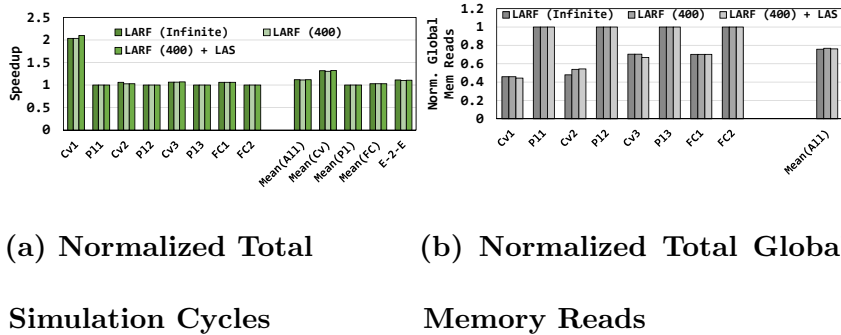 2.5
2
1.5
1
0.5
0
Speedup
LARF (Infinite)
LARF (400)
LARF (400) + LAS
Cv1
Pl1
Cv2
Pl2
Cv3
Pl3
FC1
FC2
Mean(All)
Mean(Cv)
Mean(Pl)
Mean(FC)
E-2-E
(a) Normalized Total
Simulation Cycles
1.2
1
0.8
0.6
0.4
0.2
0
Norm. Global
Mem Reads
LARF (Infinite)
LARF (400)
LARF (400) + LAS
Cv1
Pl1
Cv2
Pl2
Cv3
Pl3
FC1
FC2
Mean(All)
(b) Normalized Total Globa
Memory Reads